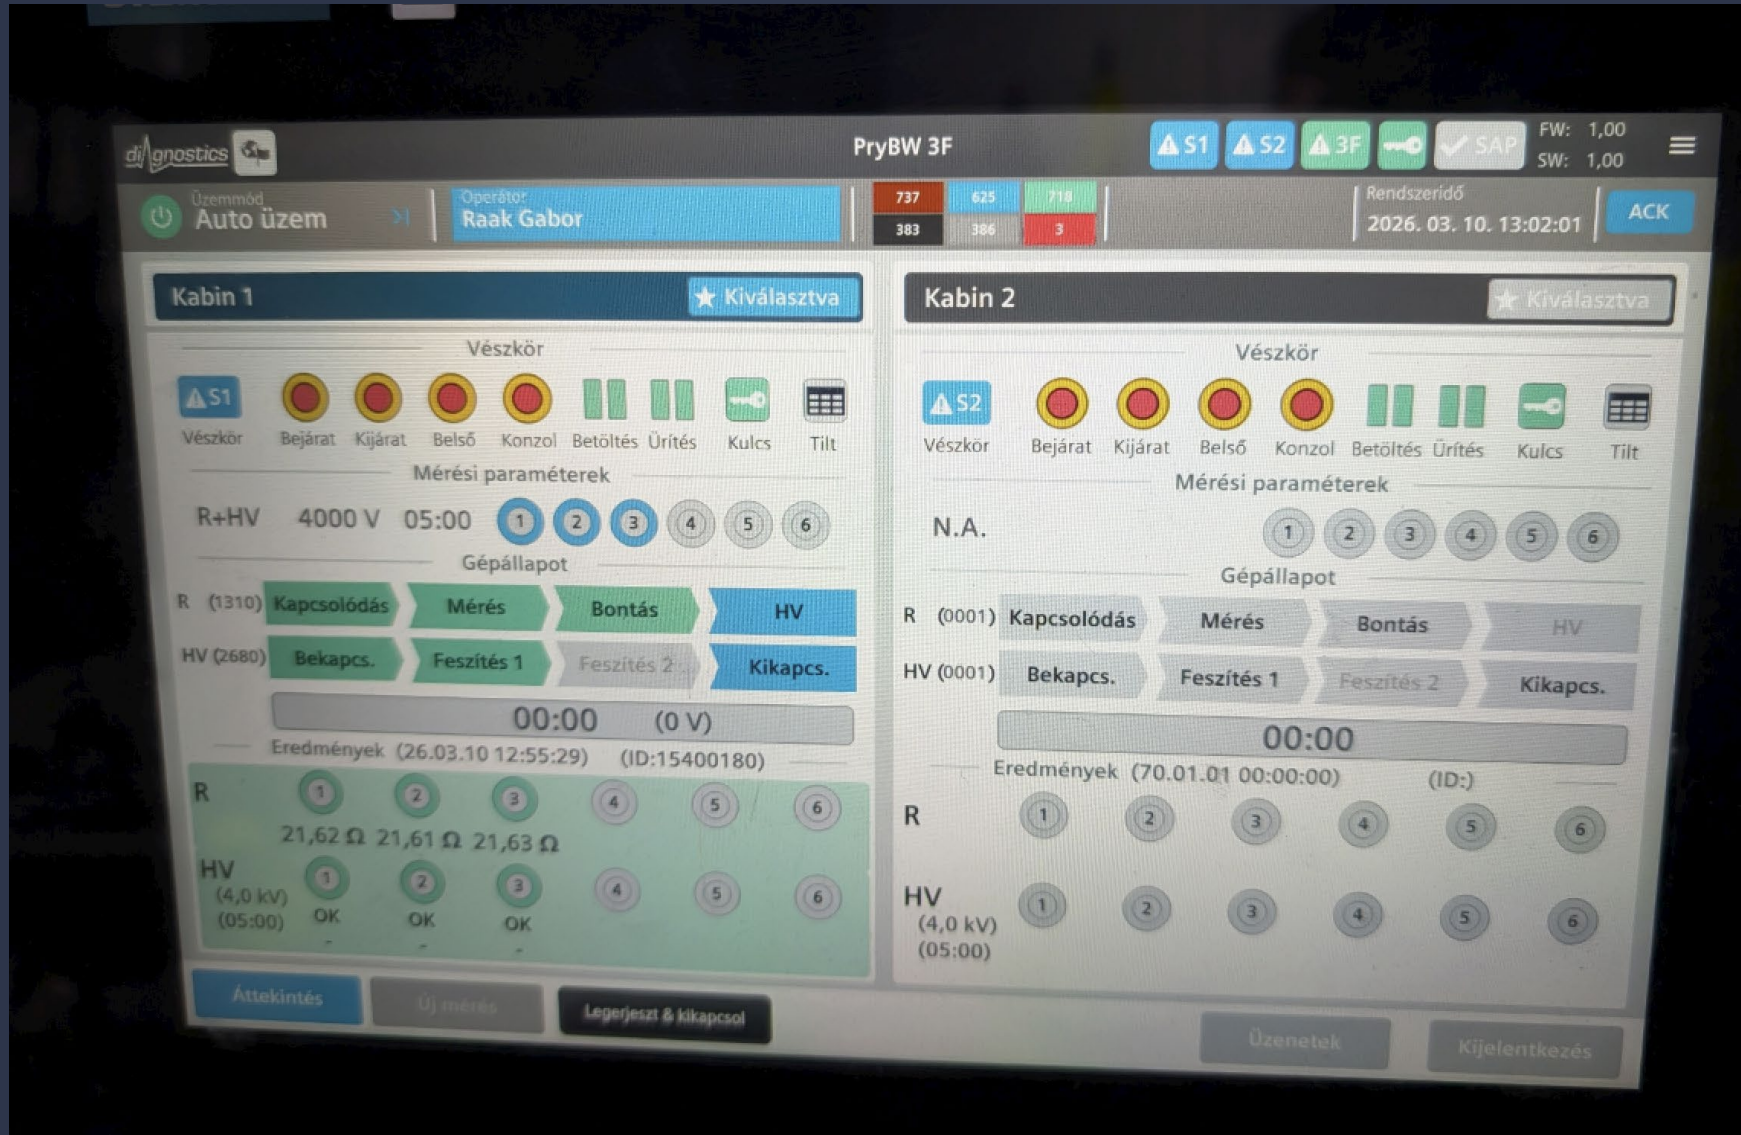 diagnostics
PryBW 3F
S1 S2 3F SAP
FW: 1,00
SW: 1,00
Üzemmód
Auto üzem
Operátor
Raak Gabor
737 625 718
383 386 3
Rendszeridő
2026. 03. 10. 13:02:01
ACK
Kabin 1
Kiválasztva
Vészkör
S1
Vészkör Bejárat Kijárat Belső Konzol Betöltés Ürítés Kulcs Tilt
Mérési paraméterek
R+HV 4000 V 05:00 1 2 3 4 5 6
Gépállapot
R (1310) Kapcsolódás Mérés Bontás HV
HV (2680) Bekapcs. Feszítés 1 Feszítés 2 Kikapcs.
00:00 (0 V)
Eredmények (26.03.10 12:55:29) (ID:15400180)
R 1 2 3 4 5 6
21,62 Ω 21,61 Ω 21,63 Ω
HV 1 2 3 4 5 6
(4,0 kV)
(05:00) OK OK OK
- - -
Kabin 2
Kiválasztva
Vészkör
S2
Vészkör Bejárat Kijárat Belső Konzol Betöltés Ürítés Kulcs Tilt
Mérési paraméterek
N.A. 1 2 3 4 5 6
Gépállapot
R (0001) Kapcsolódás Mérés Bontás HV
HV (0001) Bekapcs. Feszítés 1 Feszítés 2 Kikapcs.
00:00
Eredmények (70.01.01 00:00:00) (ID:)
R 1 2 3 4 5 6
HV 1 2 3 4 5 6
(4,0 kV)
(05:00)
Áttekintés Új mérés Legerjeszt & kikapcsol Üzenetek Kijelentkezés